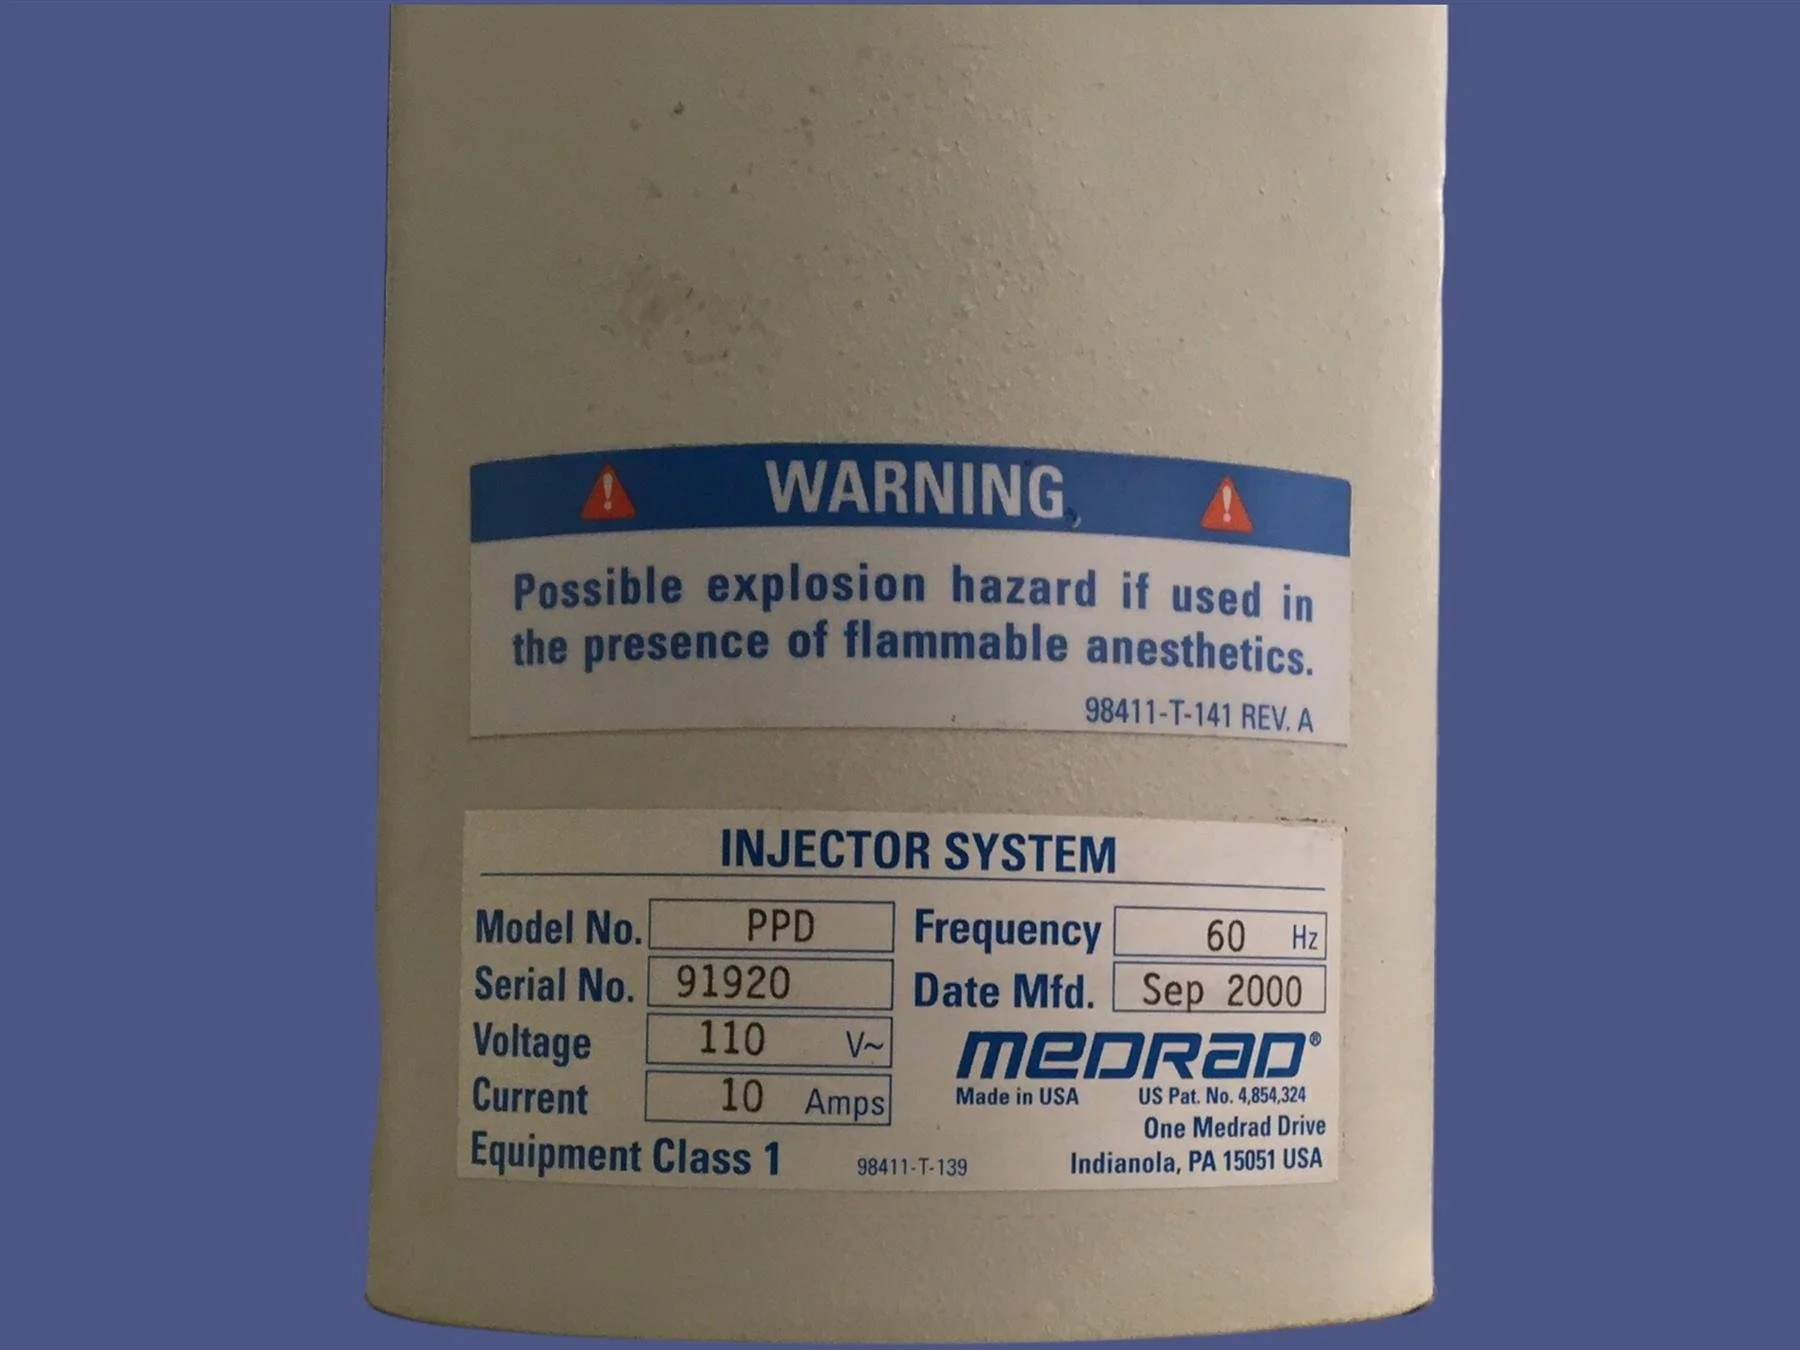 WARNING
Possible explosion hazard if used in
the presence of flammable anesthetics.
98411-T-141 REV. A
INJECTOR SYSTEM
Model No. PPD Frequency 60 Hz
Serial No. 91920 Date Mfd. Sep 2000
Voltage 110 V~
Current 10 Amps
Equipment Class 1
98411-T-139
MEDRAD®
Made in USA US Pat. No. 4,854,324
One Medrad Drive
Indianola, PA 15051 USA